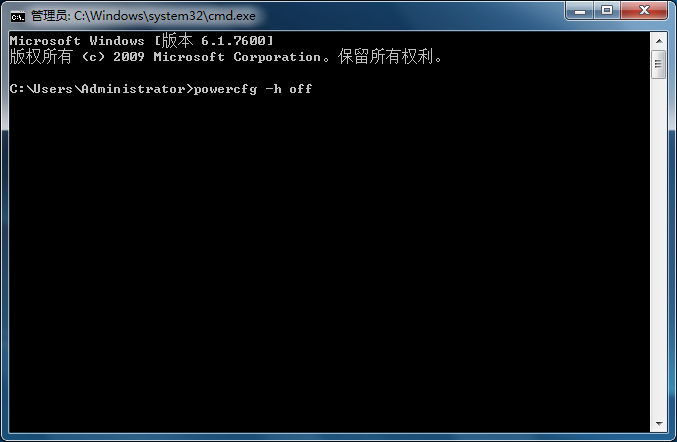 管理员: C:\Windows\system32\cmd.exe
Microsoft Windows [版本 6.1.7600]
版权所有 (c) 2009 Microsoft Corporation。保留所有权利。
C:\Users\Administrator>powercfg -h off